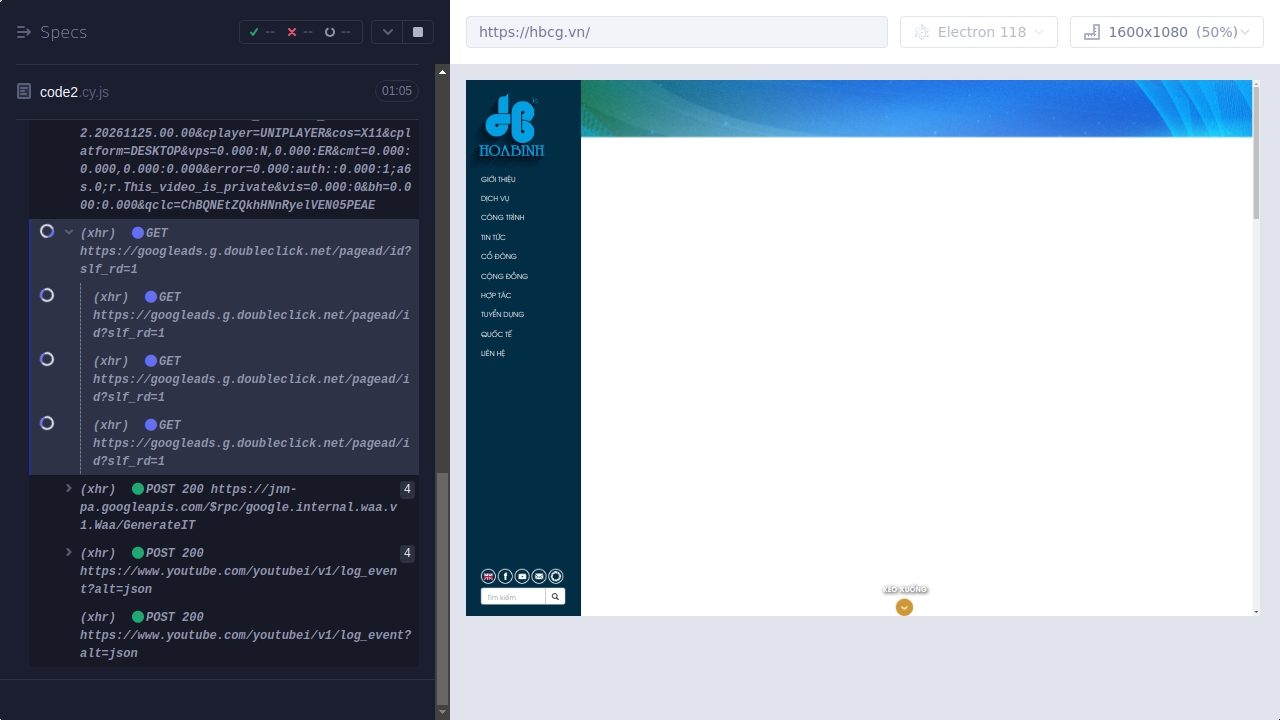 Specs
--
--
--
code2.cy.js
01:05
2.20261125.00.00&cplayer=UNIPLAYER&cos=X11&cpl
atform=DESKTOP&vps=0.000:N,0.000:ER&cmt=0.000:
0.000,0.000:0.000&error=0.000:auth::0.000:1;a6
s.0;r.This_video_is_private&vis=0.000:0&bh=0.0
00:0.000&qclc=ChBQNEtZQkhHNnRyelVEN05PEAE
(xhr) GET
https://googleads.g.doubleclick.net/pagead/id?
slf_rd=1
(xhr) GET
https://googleads.g.doubleclick.net/pagead/i
d?slf_rd=1
(xhr) GET
https://googleads.g.doubleclick.net/pagead/i
d?slf_rd=1
(xhr) GET
https://googleads.g.doubleclick.net/pagead/i
d?slf_rd=1
(xhr) POST 200 https://jnn-
pa.googleapis.com/$rpc/google.internal.waa.v
1.Waa/GenerateIT
4
(xhr) POST 200
https://www.youtube.com/youtubei/v1/log_even
t?alt=json
4
(xhr) POST 200
https://www.youtube.com/youtubei/v1/log_event?
alt=json
https://hbcg.vn/
Electron 118
1600x1080 (50%)
HOABINH
GIỚI THIỆU
DỊCH VỤ
CÔNG TRÌNH
TIN TỨC
CỔ ĐÔNG
CỘNG ĐỒNG
HỢP TÁC
TUYỂN DỤNG
QUỐC TẾ
LIÊN HỆ
Tìm kiếm
KÉO XUỐNG